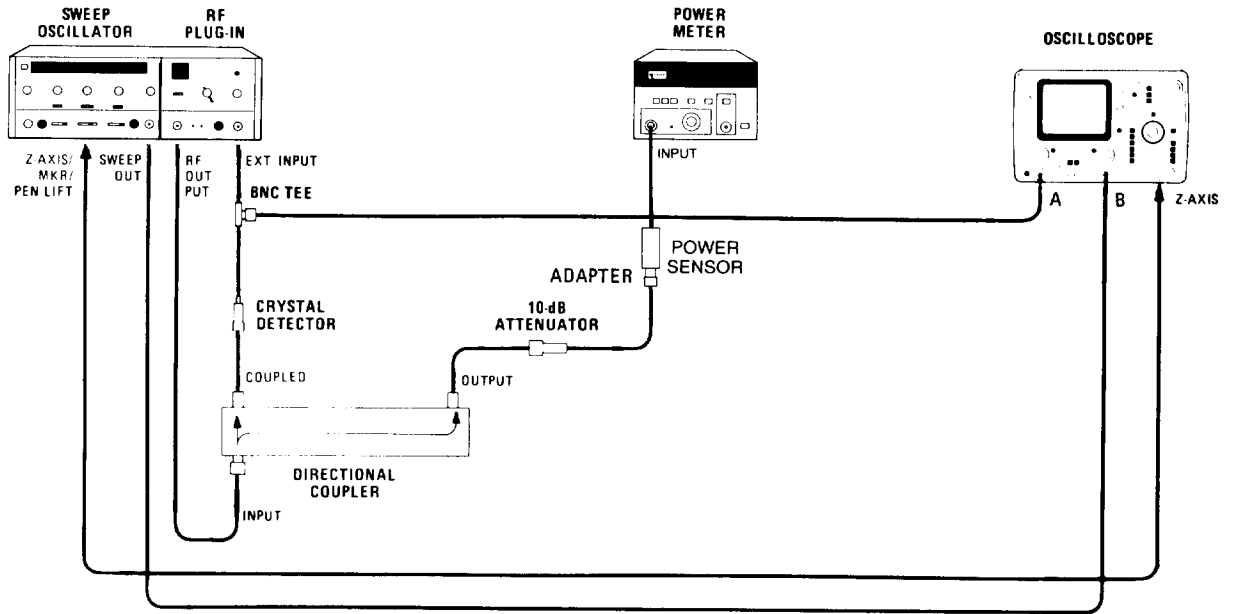 SWEEP
OSCILLATOR
RF
PLUG-IN
POWER
METER
OSCILLOSCOPE
Z-AXIS/
MKR/
PEN LIFT
SWEEP
OUT
RF
OUT
PUT
EXT INPUT
BNC TEE
INPUT
A
B
Z-AXIS
POWER
SENSOR
ADAPTER
10-dB
ATTENUATOR
CRYSTAL
DETECTOR
COUPLED
OUTPUT
DIRECTIONAL
COUPLER
INPUT